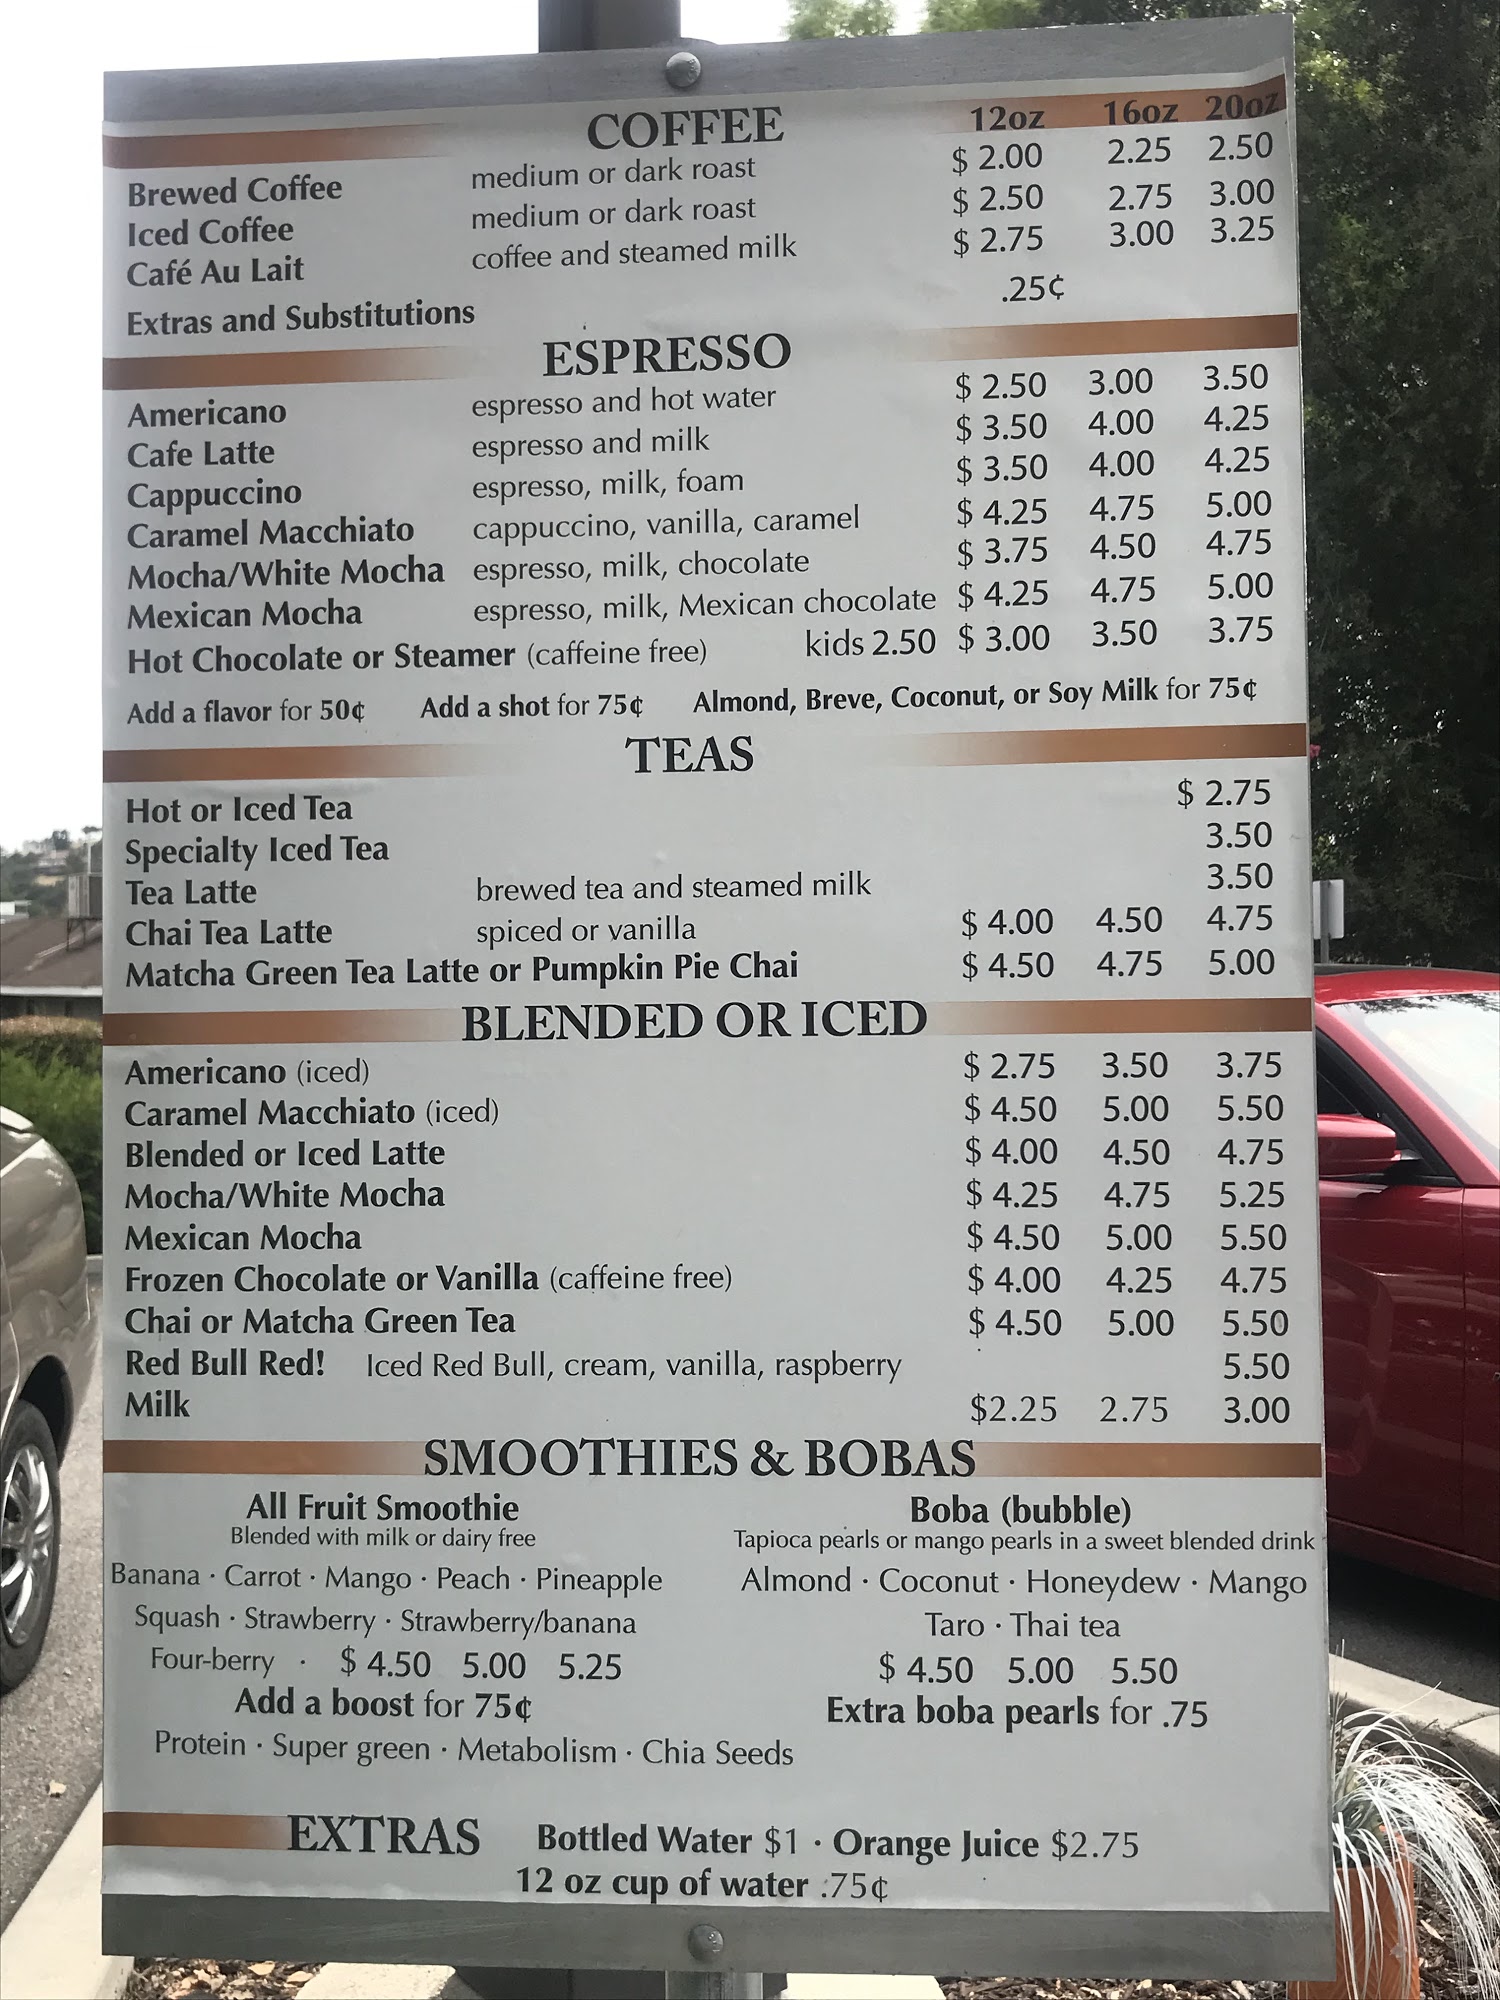 COFFEE 12oz 16oz 20oz
Brewed Coffee medium or dark roast $ 2.00 2.25 2.50
Iced Coffee medium or dark roast $ 2.50 2.75 3.00
Café Au Lait coffee and steamed milk $ 2.75 3.00 3.25
Extras and Substitutions .25¢
ESPRESSO
Americano espresso and hot water $ 2.50 3.00 3.50
Cafe Latte espresso and milk $ 3.50 4.00 4.25
Cappuccino espresso, milk, foam $ 3.50 4.00 4.25
Caramel Macchiato cappuccino, vanilla, caramel $ 4.25 4.75 5.00
Mocha/White Mocha espresso, milk, chocolate $ 3.75 4.50 4.75
Mexican Mocha espresso, milk, Mexican chocolate $ 4.25 4.75 5.00
Hot Chocolate or Steamer (caffeine free) kids 2.50 $ 3.00 3.50 3.75
Add a flavor for 50¢ Add a shot for 75¢ Almond, Breve, Coconut, or Soy Milk for 75¢
TEAS
Hot or Iced Tea $ 2.75
Specialty Iced Tea 3.50
Tea Latte brewed tea and steamed milk 3.50
Chai Tea Latte spiced or vanilla $ 4.00 4.50 4.75
Matcha Green Tea Latte or Pumpkin Pie Chai $ 4.50 4.75 5.00
BLENDED OR ICED
Americano (iced) $ 2.75 3.50 3.75
Caramel Macchiato (iced) $ 4.50 5.00 5.50
Blended or Iced Latte $ 4.00 4.50 4.75
Mocha/White Mocha $ 4.25 4.75 5.25
Mexican Mocha $ 4.50 5.00 5.50
Frozen Chocolate or Vanilla (caffeine free) $ 4.00 4.25 4.75
Chai or Matcha Green Tea $ 4.50 5.00 5.50
Red Bull Red! Iced Red Bull, cream, vanilla, raspberry 5.50
Milk $2.25 2.75 3.00
SMOOTHIES & BOBAS
All Fruit Smoothie
Blended with milk or dairy free
Banana · Carrot · Mango · Peach · Pineapple
Squash · Strawberry · Strawberry/banana
Four-berry · $ 4.50 5.00 5.25
Add a boost for 75¢
Protein · Super green · Metabolism · Chia Seeds
Boba (bubble)
Tapioca pearls or mango pearls in a sweet blended drink
Almond · Coconut · Honeydew · Mango
Taro · Thai tea
$ 4.50 5.00 5.50
Extra boba pearls for .75
EXTRAS Bottled Water $1 · Orange Juice $2.75
12 oz cup of water .75¢